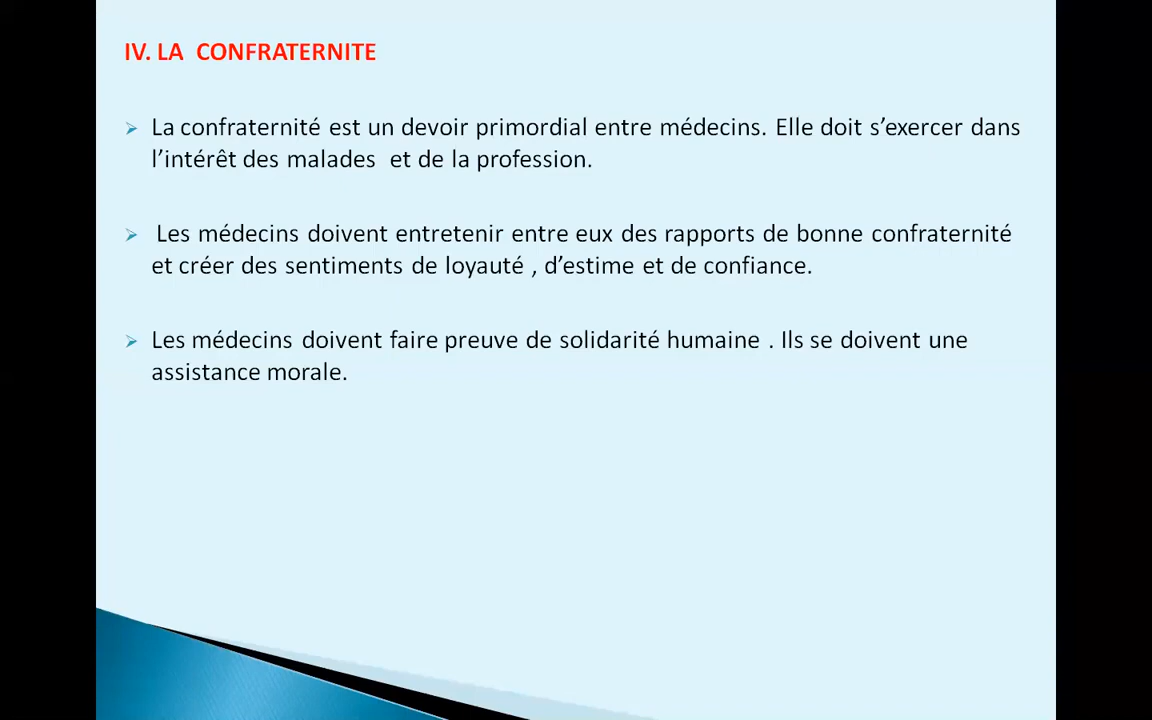 IV. LA CONFRATERNITE
➢ La confraternité est un devoir primordial entre médecins. Elle doit s’exercer dans
l’intérêt des malades et de la profession.
➢ Les médecins doivent entretenir entre eux des rapports de bonne confraternité
et créer des sentiments de loyauté , d’estime et de confiance.
➢ Les médecins doivent faire preuve de solidarité humaine . Ils se doivent une
assistance morale.